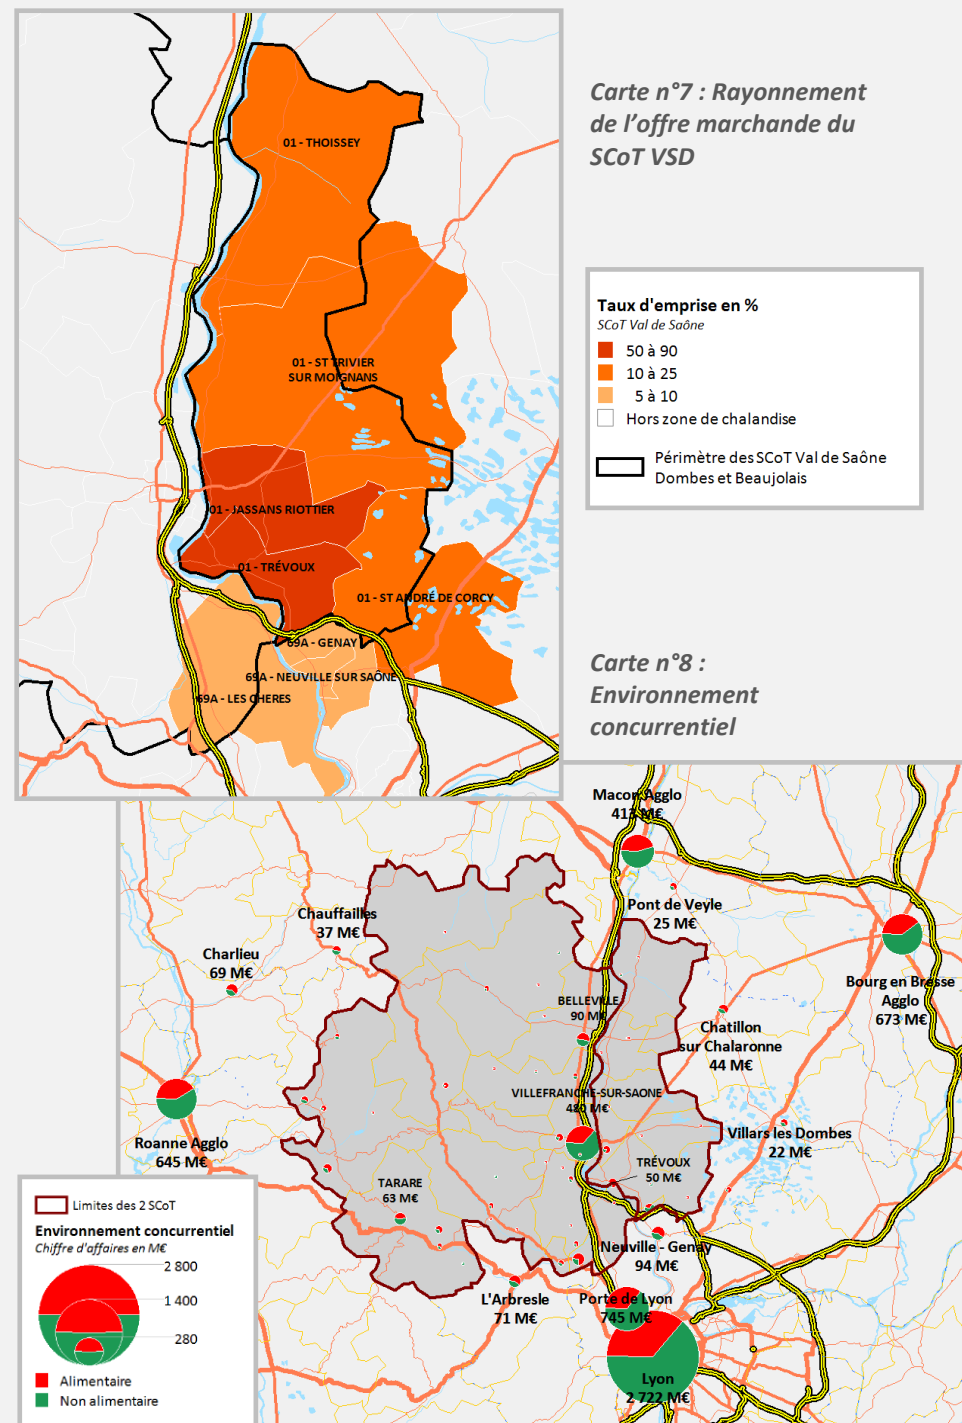 Carte n°7 : Rayonnement
de l'offre marchande du
SCoT VSD
01 - THOISSEY
01 - ST TRIVIER
SUR MOIGNANS
01 - JASSANS RIOTTIER
01 - TRÉVOUX
01 - ST ANDRÉ DE CORCY
69A - GENAY
69A - NEUVILLE SUR SAÔNE
69A - LES CHERES
Taux d'emprise en %
SCoT Val de Saône
50 à 90
10 à 25
5 à 10
Hors zone de chalandise
Périmètre des SCoT Val de Saône
Dombes et Beaujolais
Carte n°8 :
Environnement
concurrentiel
Macon Agglo
413 M€
Pont de Veyle
25 M€
Chauffailles
37 M€
Charlieu
69 M€
Bourg en Bresse
Agglo
673 M€
BELLEVILLE
90 M€
Chatillon
sur Chalaronne
44 M€
VILLEFRANCHE-SUR-SAONE
480 M€
Roanne Agglo
645 M€
Villars les Dombes
22 M€
TRÉVOUX
50 M€
TARARE
63 M€
Neuville - Genay
94 M€
L'Arbresle
71 M€
Porte de Lyon
745 M€
Lyon
2 722 M€
Limites des 2 SCoT
Environnement concurrentiel
Chiffre d'affaires en M€
2 800
1 400
280
Alimentaire
Non alimentaire